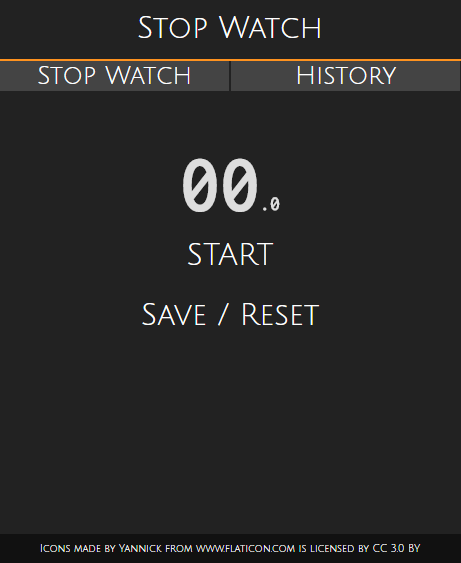 Stop Watch
Stop Watch
History
00.0
START
Save / Reset
Icons made by Yannick from www.flaticon.com is licensed by CC 3.0 BY